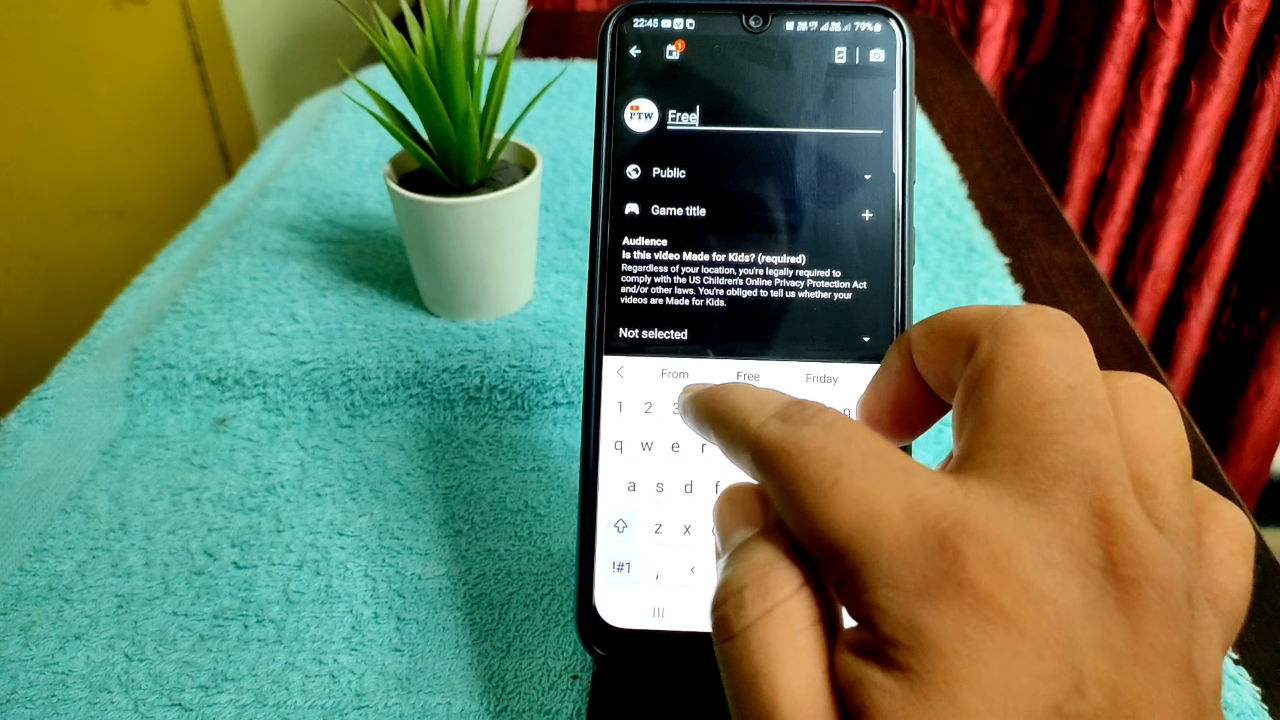 22:45 79%
1
PTW Free
Public
Game title
Audience
Is this video Made for Kids? (required)
Regardless of your location, you're legally required to
comply with the US Children's Online Privacy Protection Act
and/or other laws. You're obliged to tell us whether your
videos are Made for Kids.
Not selected
From Free Friday
1 2 3 9
q w e r
a s d f
z x
!#1 , <